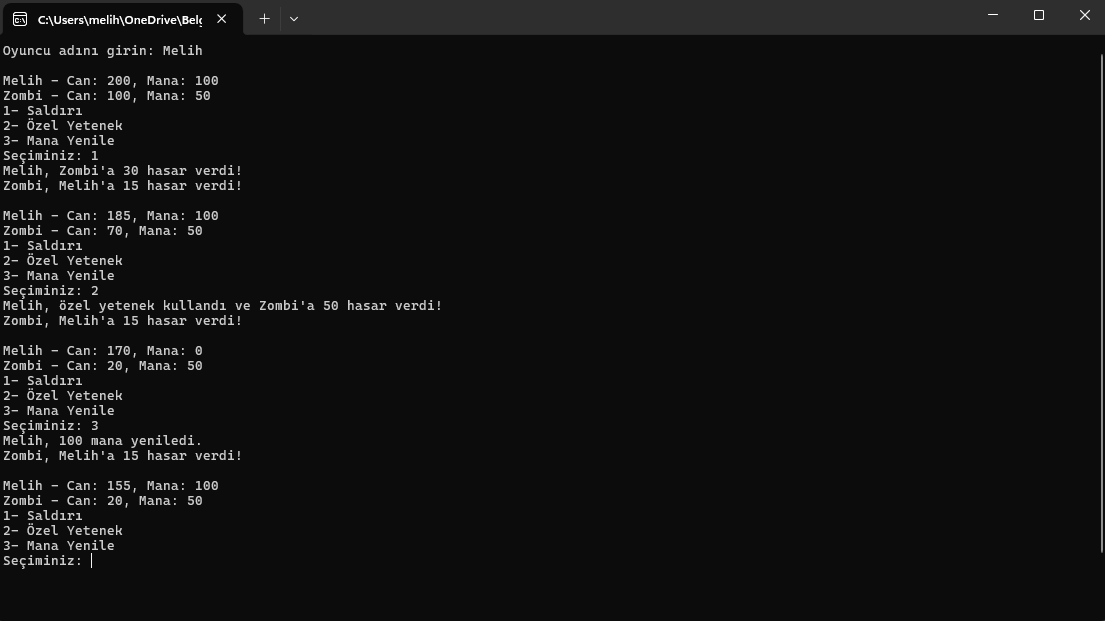 C:\Users\melih\OneDrive\Belg
Oyuncu adını girin: Melih
Melih - Can: 200, Mana: 100
Zombi - Can: 100, Mana: 50
1- Saldırı
2- Özel Yetenek
3- Mana Yenile
Seçiminiz: 1
Melih, Zombi'a 30 hasar verdi!
Zombi, Melih'a 15 hasar verdi!
Melih - Can: 185, Mana: 100
Zombi - Can: 70, Mana: 50
1- Saldırı
2- Özel Yetenek
3- Mana Yenile
Seçiminiz: 2
Melih, özel yetenek kullandı ve Zombi'a 50 hasar verdi!
Zombi, Melih'a 15 hasar verdi!
Melih - Can: 170, Mana: 0
Zombi - Can: 20, Mana: 50
1- Saldırı
2- Özel Yetenek
3- Mana Yenile
Seçiminiz: 3
Melih, 100 mana yeniledi.
Zombi, Melih'a 15 hasar verdi!
Melih - Can: 155, Mana: 100
Zombi - Can: 20, Mana: 50
1- Saldırı
2- Özel Yetenek
3- Mana Yenile
Seçiminiz: